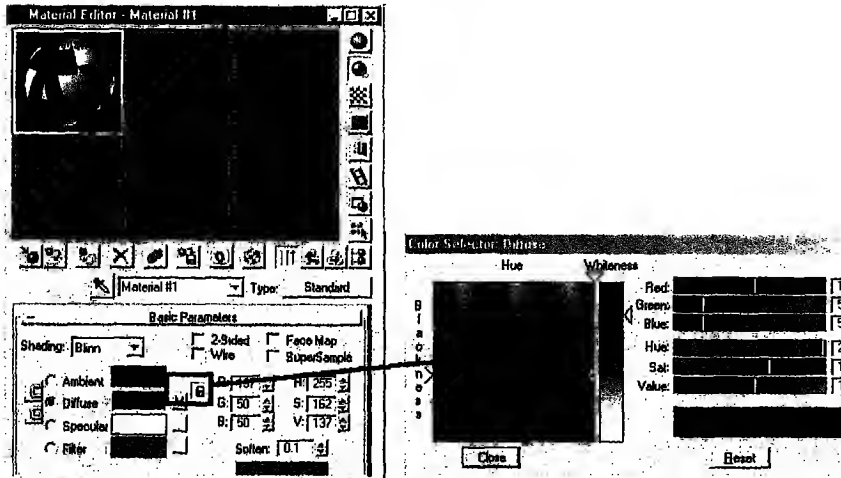 Material Editor - Material #1
Material #1
Type:
Standard
Basic Parameters
Shading: Blinn
2-Sided
Face Map
Wire
SuperSample
Ambient
Diffuse
Specular
Filter
R: 137
H: 255
G: 50
S: 162
B: 50
V: 137
Soften: 0.1
Color Selector: Diffuse
Hue
Whiteness
Blackness
Red:
Green:
Blue:
Hue:
Sat:
Value:
Close
Reset